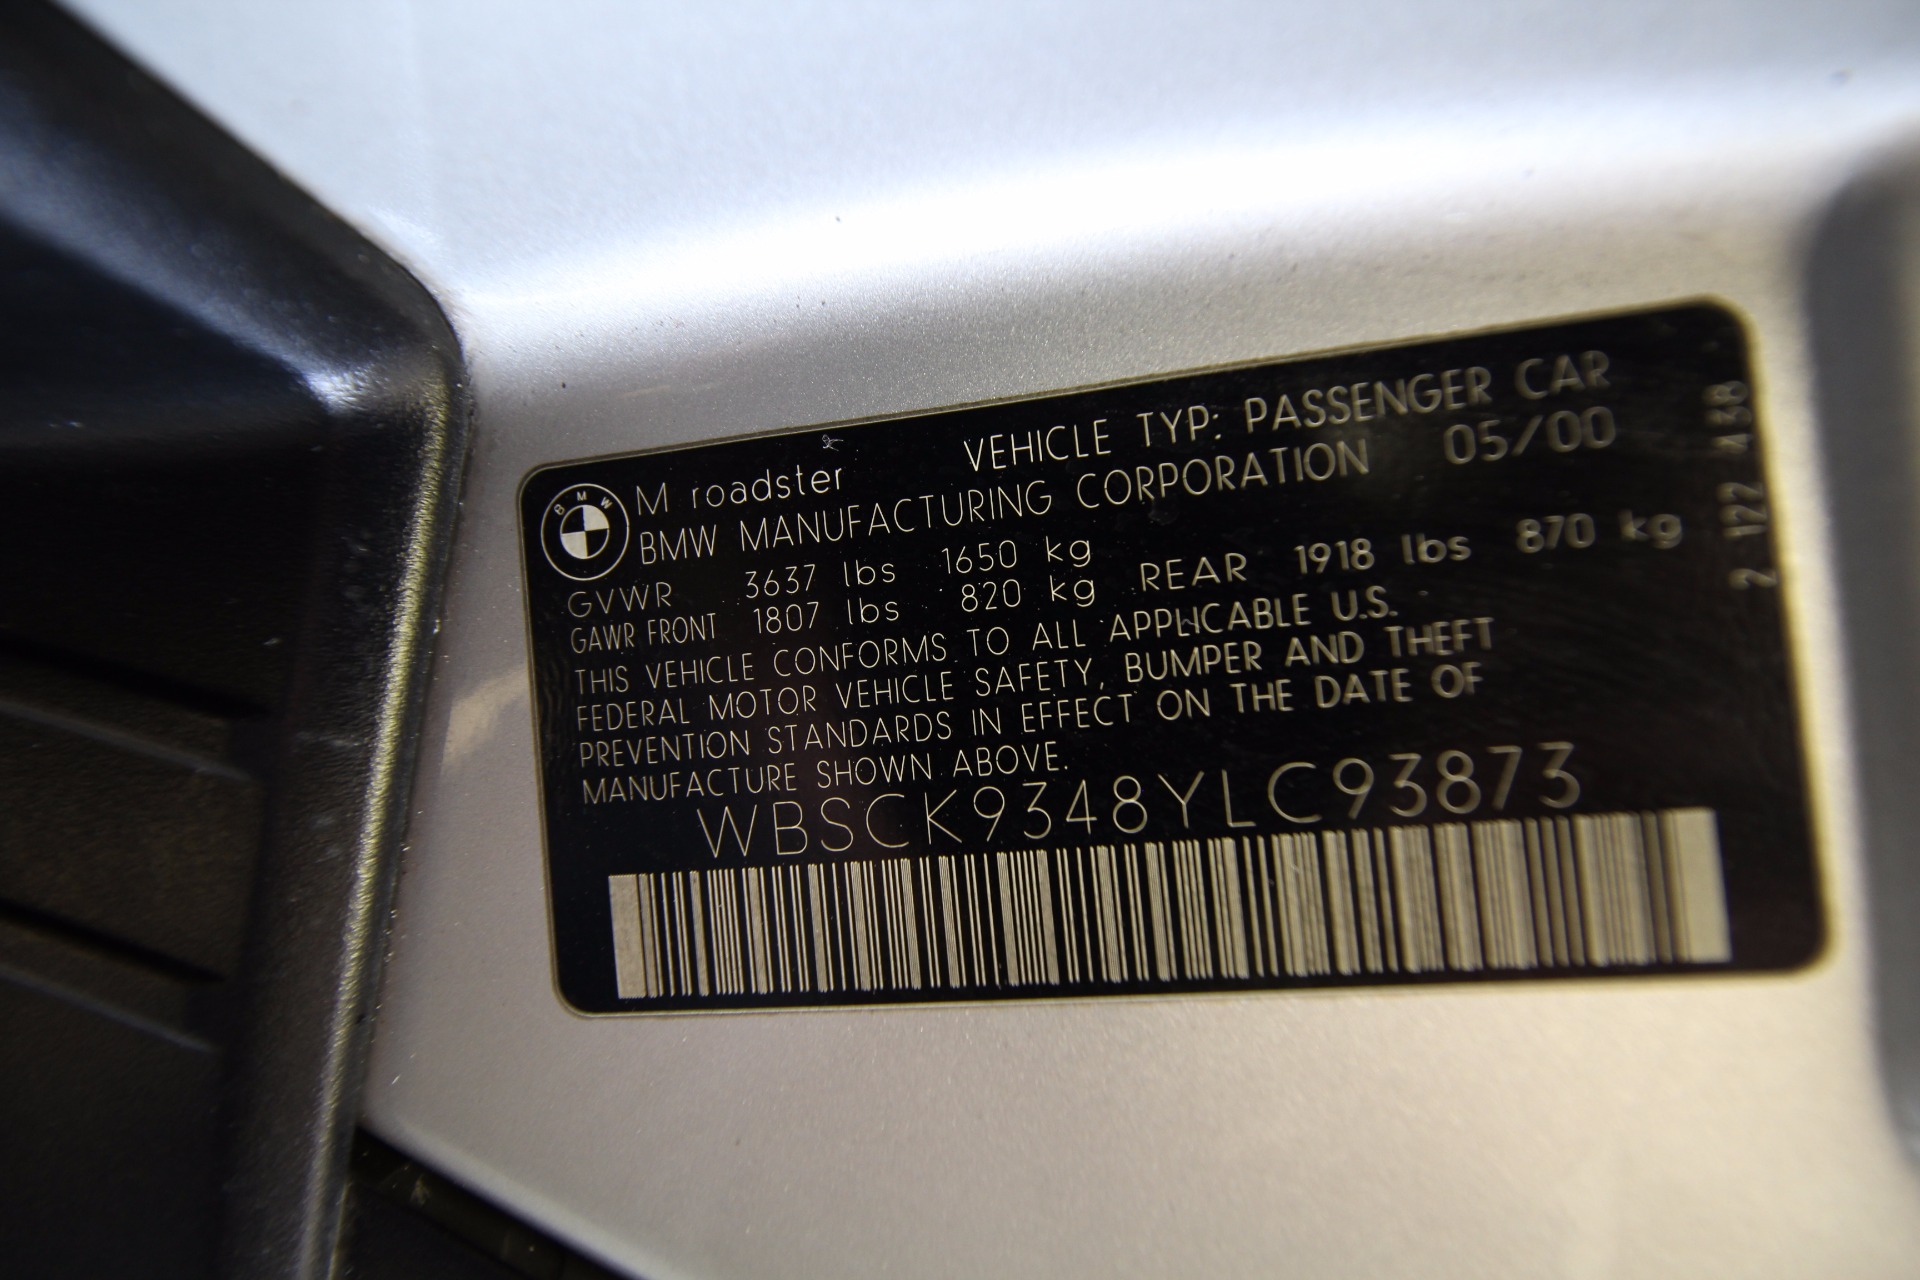 BMW
M roadster VEHICLE TYP: PASSENGER CAR
BMW MANUFACTURING CORPORATION 05/00
GVWR 3637 lbs 1650 kg
GAWR FRONT 1807 lbs 820 kg REAR 1918 lbs 870 kg
THIS VEHICLE CONFORMS TO ALL APPLICABLE U.S.
FEDERAL MOTOR VEHICLE SAFETY, BUMPER AND THEFT
PREVENTION STANDARDS IN EFFECT ON THE DATE OF
MANUFACTURE SHOWN ABOVE.
WBSCK9348YLC93873
2 122 438